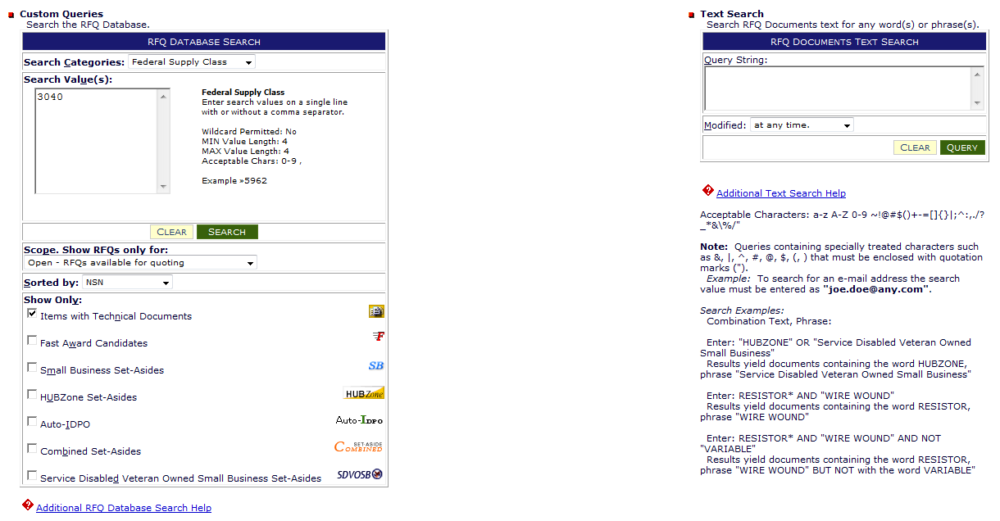 Custom Queries
Search the RFQ Database.
RFQ DATABASE SEARCH
Search Categories: Federal Supply Class
Search Value(s):
3040
Federal Supply Class
Enter search values on a single line
with or without a comma separator.
Wildcard Permitted: No
MIN Value Length: 4
MAX Value Length: 4
Acceptable Chars: 0-9 ,
Example »5962
CLEAR SEARCH
Scope. Show RFQs only for:
Open - RFQs available for quoting
Sorted by: NSN
Show Only:
Items with Technical Documents
Fast Award Candidates F
Small Business Set-Asides SB
HUBZone Set-Asides HUBZone
Auto-IDPO Auto-IDPO
Combined Set-Asides SET-ASIDE COMBINED
Service Disabled Veteran Owned Small Business Set-Asides SDVOSB
? Additional RFQ Database Search Help
Text Search
Search RFQ Documents text for any word(s) or phrase(s).
RFQ DOCUMENTS TEXT SEARCH
Query String:
Modified: at any time.
CLEAR QUERY
? Additional Text Search Help
Acceptable Characters: a-z A-Z 0-9 ~!@#$()+-=[]{}|;^:,./?
_*&\%/"
Note: Queries containing specially treated characters such
as &, |, ^, #, @, $, (, ) that must be enclosed with quotation
marks (").
Example: To search for an e-mail address the search
value must be entered as "joe.doe@any.com".
Search Examples:
Combination Text, Phrase:
Enter: "HUBZONE" OR "Service Disabled Veteran Owned
Small Business"
Results yield documents containing the word HUBZONE,
phrase "Service Disabled Veteran Owned Small Business"
Enter: RESISTOR* AND "WIRE WOUND"
Results yield documents containing the word RESISTOR,
phrase "WIRE WOUND"
Enter: RESISTOR* AND "WIRE WOUND" AND NOT
"VARIABLE"
Results yield documents containing the word RESISTOR,
phrase "WIRE WOUND" BUT NOT with the word VARIABLE"